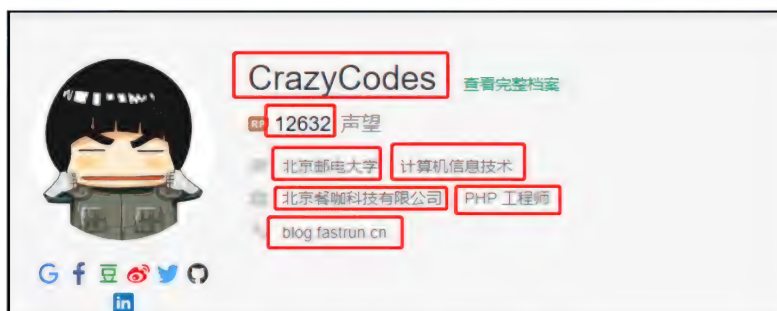 CrazyCodes 查看完整档案
RP 12632 声望
北京邮电大学 计算机信息技术
北京餐咖科技有限公司 PHP 工程师
blog fastrun cn
G f 豆
in